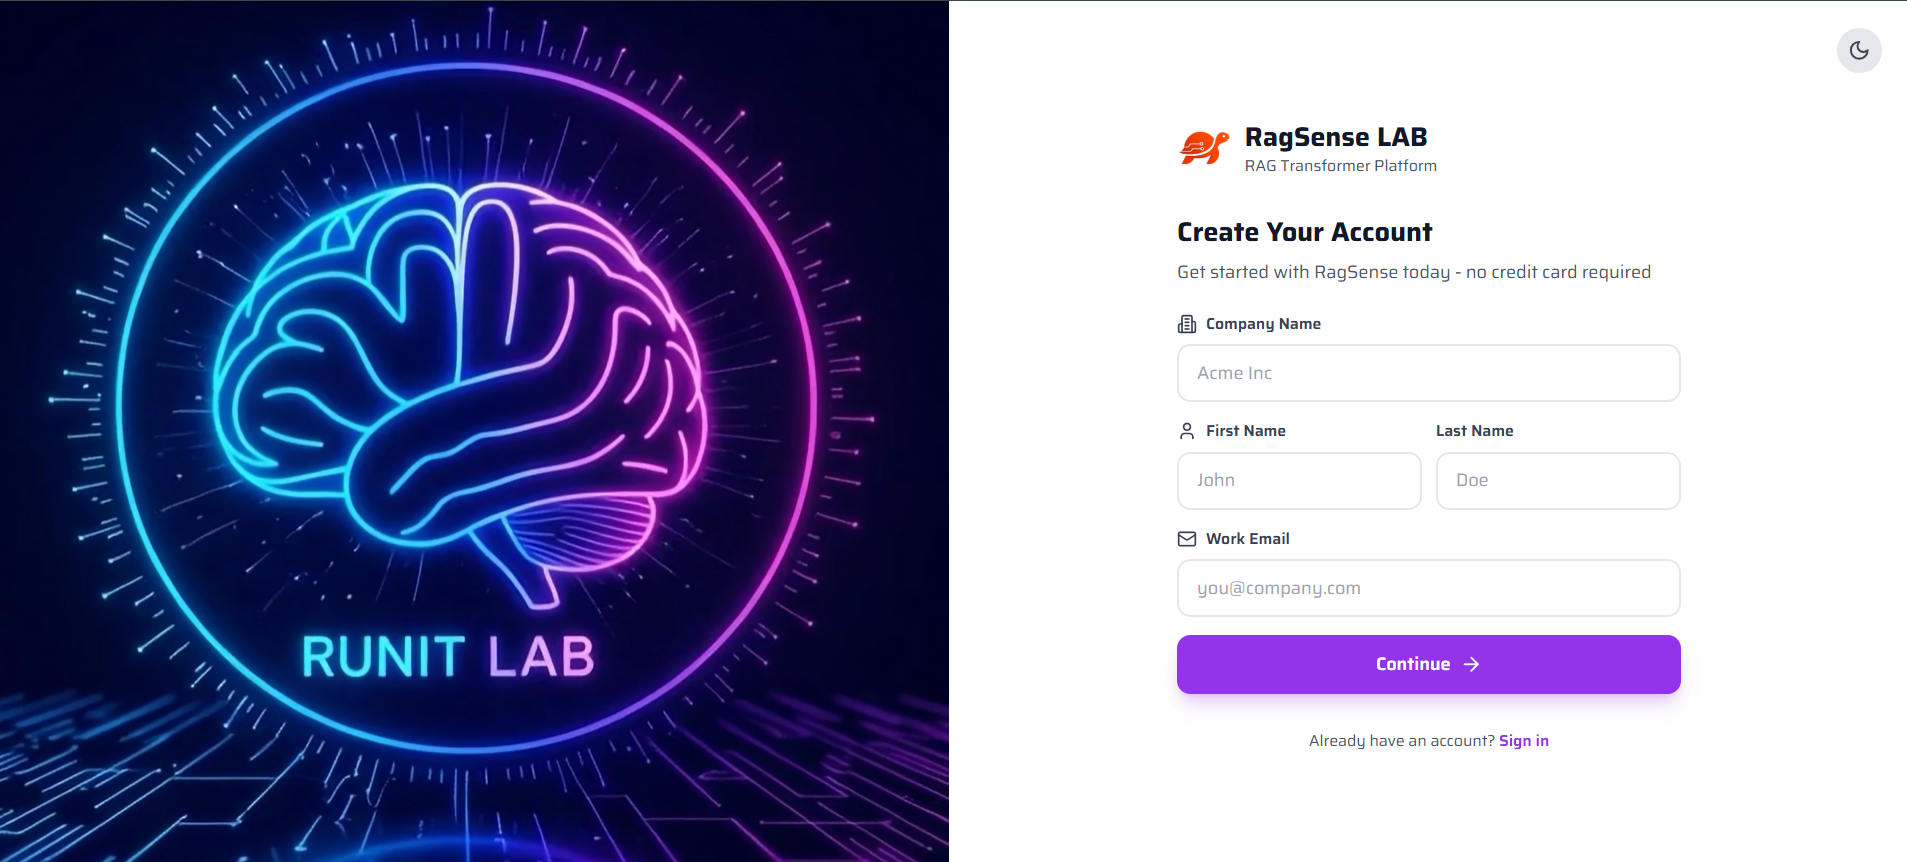 RUNIT LAB
RagSense LAB
RAG Transformer Platform
Create Your Account
Get started with RagSense today - no credit card required
Company Name
Acme Inc
First Name
Last Name
John
Doe
Work Email
you@company.com
Continue
Already have an account? Sign in